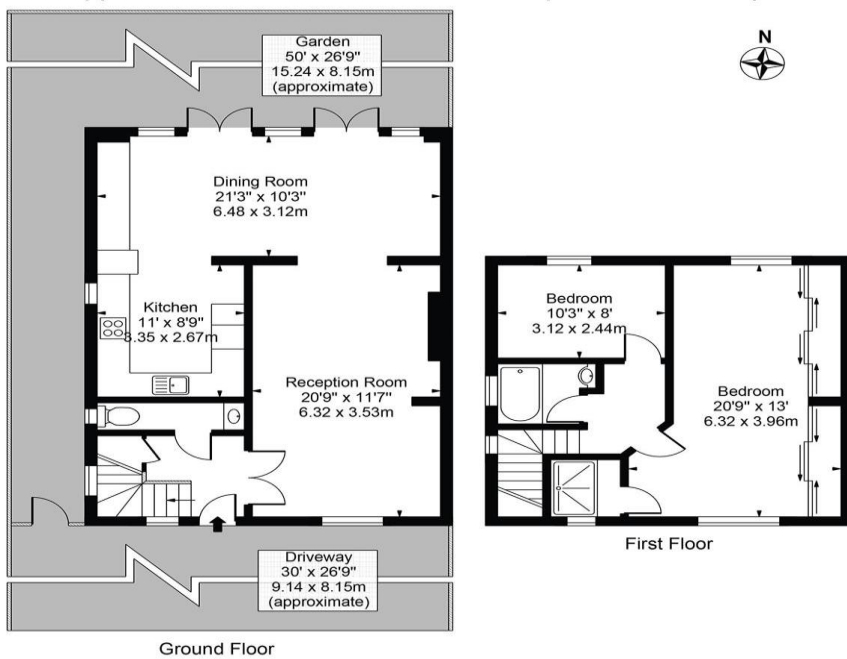 Garden
50' x 26'9"
15.24 x 8.15m
(approximate)
N
Dining Room
21'3" x 10'3"
6.48 x 3.12m
Kitchen
11' x 8'9"
3.35 x 2.67m
Reception Room
20'9" x 11'7"
6.32 x 3.53m
Bedroom
10'3" x 8'
3.12 x 2.44m
Bedroom
20'9" x 13'
6.32 x 3.96m
First Floor
Driveway
30' x 26'9"
9.14 x 8.15m
(approximate)
Ground Floor